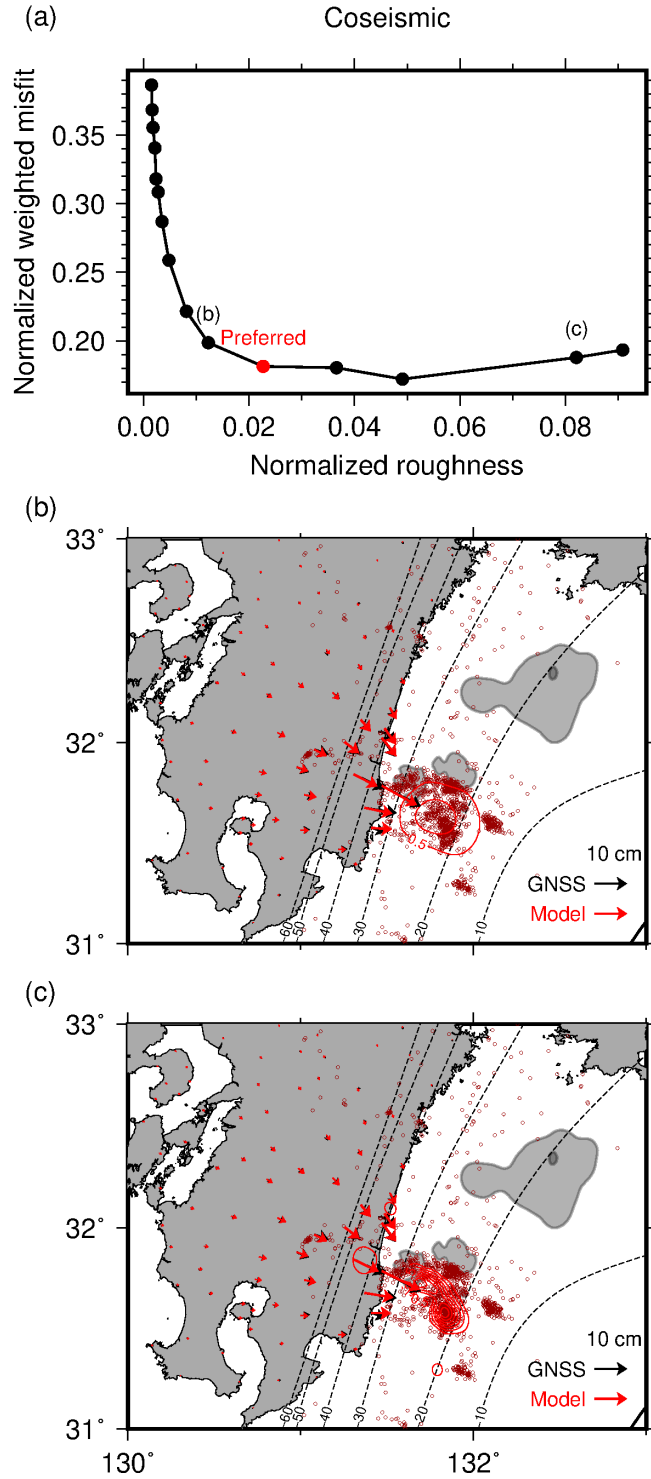 (a)
Coseismic
Normalized weighted misfit
0.35
0.30
0.25
0.20
(b)
Preferred
(c)
0.00 0.02 0.04 0.06 0.08
Normalized roughness
(b)
33°
32°
31°
0.5
10 cm
GNSS
Model
-60 -50 -40 -30 -20 -10
(c)
33°
32°
31°
10 cm
GNSS
Model
-60 -50 -40 -30 -20 -10
130° 132°